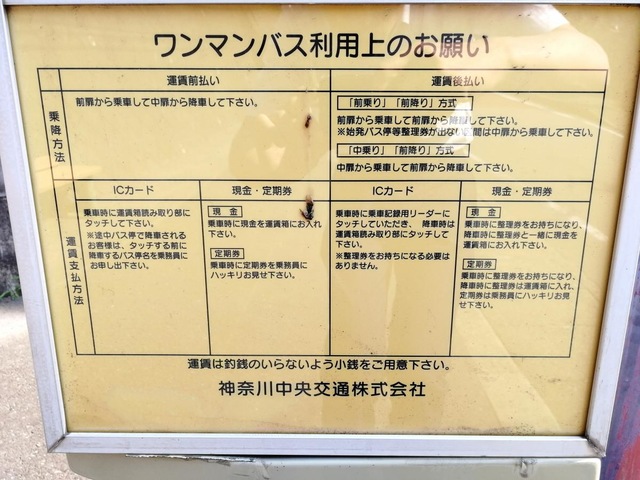 ワンマンバス利用上のお願い
運賃前払い
運賃後払い
乗降方法
前扉から乗車して中扉から降車して下さい。
「前乗り」「前降り」方式
前扉から乗車して前扉から降車して下さい。
※始発バス停等整理券が出ない区間は中扉から乗車して下さい。
「中乗り」「前降り」方式
中扉から乗車して前扉から降車して下さい。
運賃支払方法
ICカード
乗車時に運賃箱読み取り部に
タッチして下さい。
※途中バス停で降車される
お客様は、タッチする前に
降車するバス停名を乗務員に
お申し出下さい。
現金・定期券
現金
乗車時に現金を運賃箱にお入れ
下さい。
定期券
乗車時に定期券を乗務員に
ハッキリお見せ下さい。
ICカード
乗車時に乗車記録用リーダーに
タッチしていただき、降車時は
運賃箱読み取り部にタッチして
下さい。
※整理券をお持ちになる必要は
ありません。
現金・定期券
現金
乗車時に整理券をお持ちになり、
降車時に整理券と一緒に現金を
運賃箱にお入れ下さい。
定期券
乗車時に整理券をお持ちになり、
降車時に整理券は運賃箱に入れ、
定期券は乗務員にハッキリお見
せ下さい。
運賃は釣銭のいらないよう小銭をご用意下さい。
神奈川中央交通株式会社